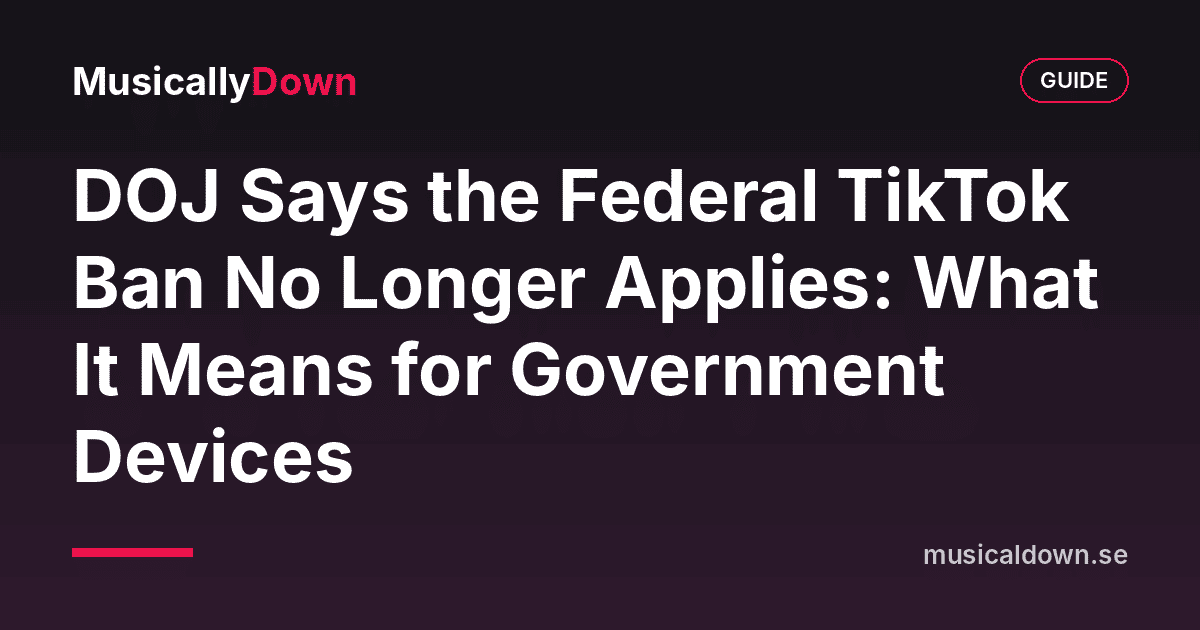 MusicallyDown
GUIDE
DOJ Says the Federal TikTok
Ban No Longer Applies: What
It Means for Government
Devices
musicaldown.se